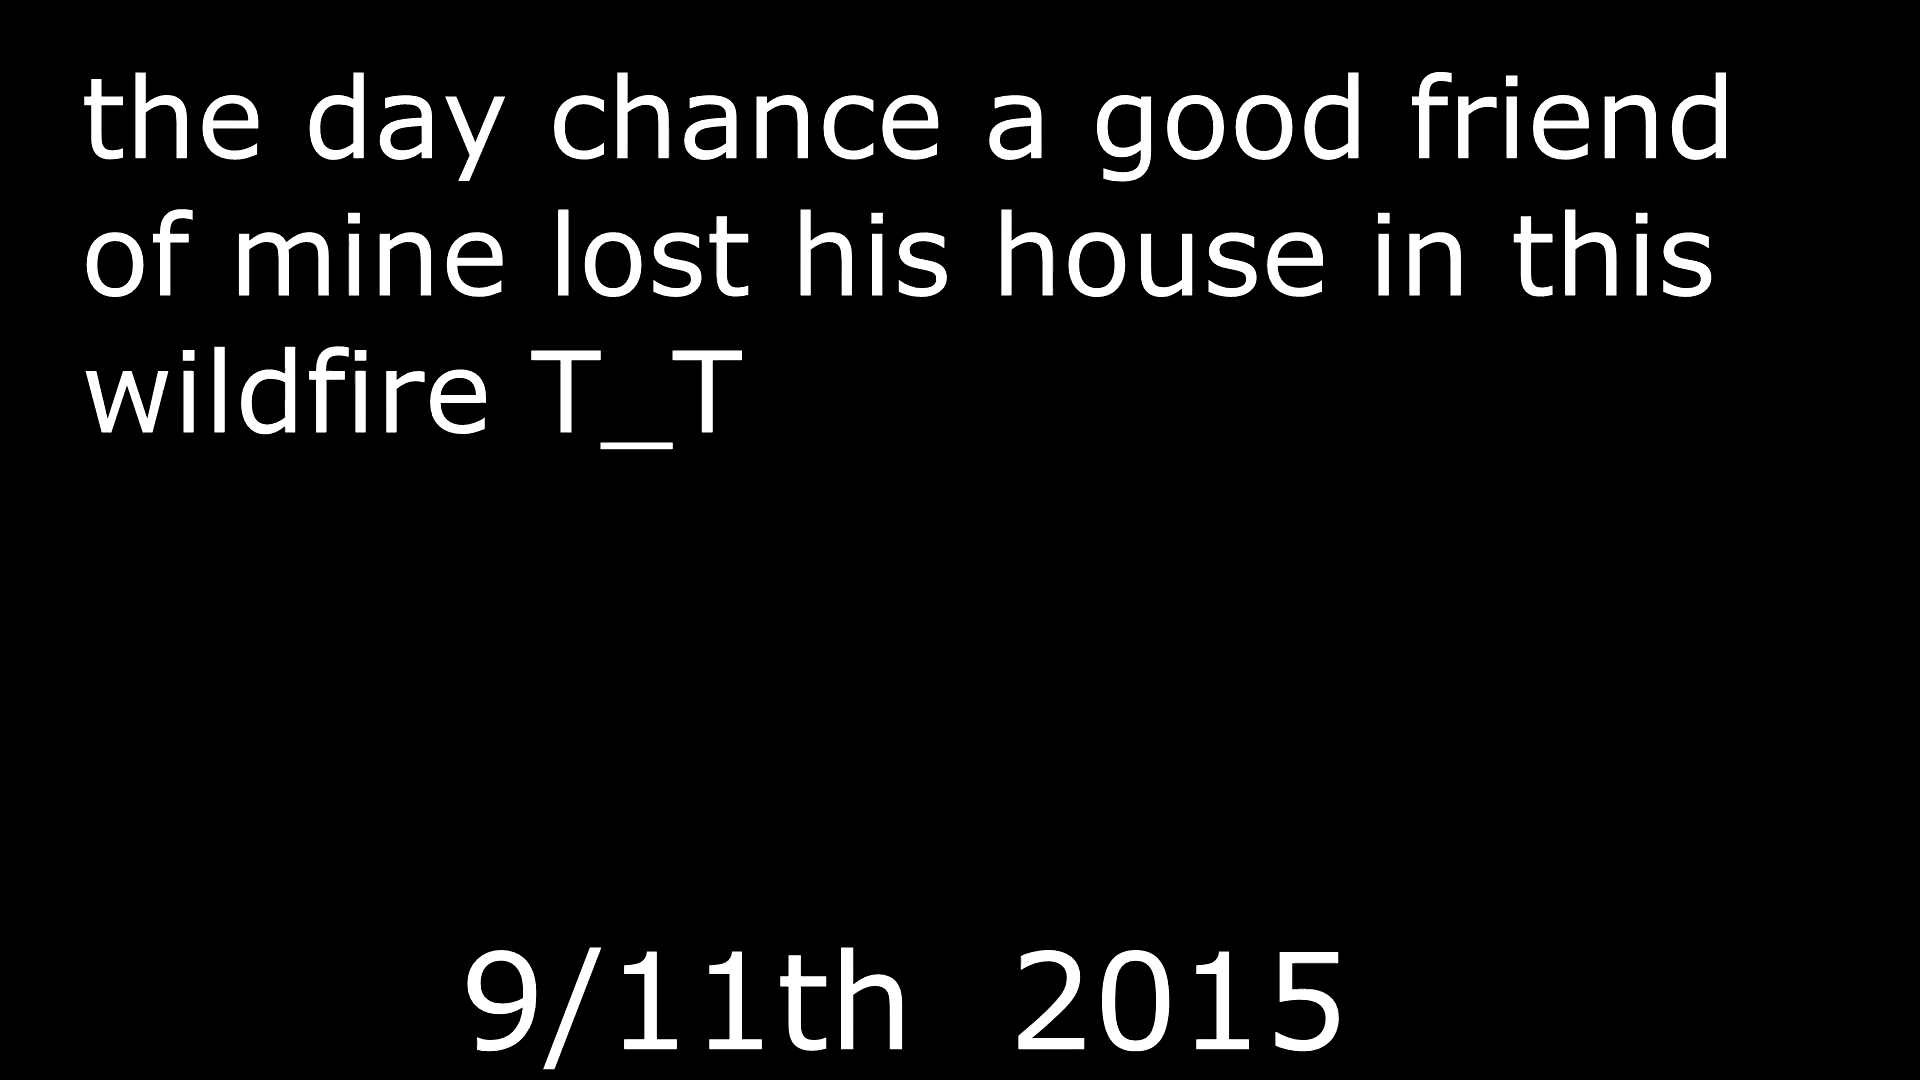 the day chance a good friend
of mine lost his house in this
wildfire T_T
9/11th 2015